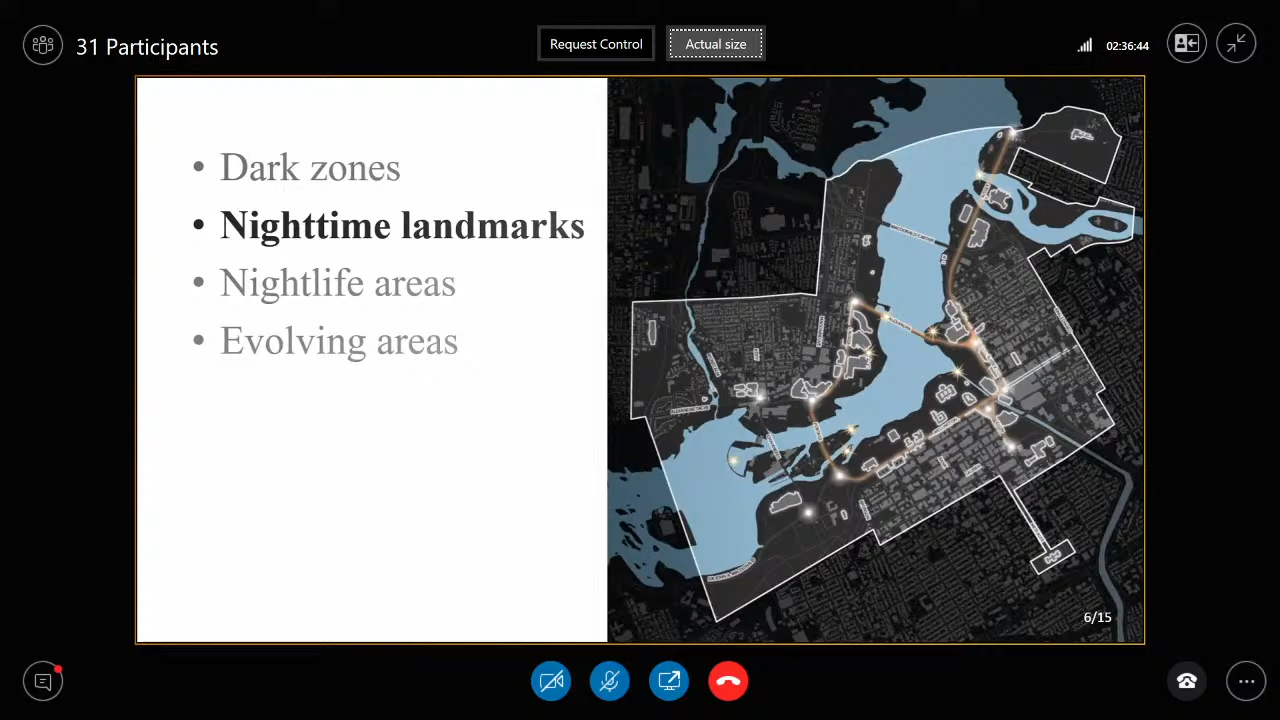 31 Participants
Request Control
Actual size
02:36:44
• Dark zones
• Nighttime landmarks
• Nightlife areas
• Evolving areas
6/15